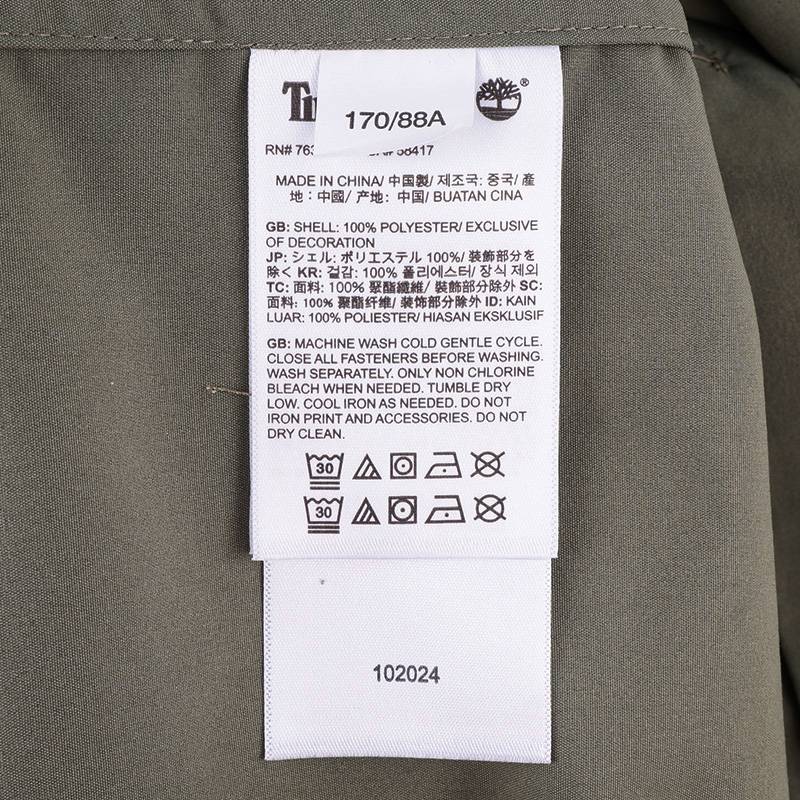 170/88A
®
RN# 763
58417
MADE IN CHINA/ 中国製/ 제조국: 중국/ 產
地：中國/ 产地：中国/ BUATAN CINA
GB: SHELL: 100% POLYESTER/ EXCLUSIVE
OF DECORATION
JP: シェル: ポリエステル 100%/ 装飾部分を
除く KR: 겉감: 100% 폴리에스터/ 장식 제외
TC: 面料: 100% 聚酯纖維/ 裝飾部分除外 SC:
面料: 100% 聚酯纤维/ 装饰部分除外 ID: KAIN
LUAR: 100% POLIESTER/ HIASAN EKSKLUSIF
GB: MACHINE WASH COLD GENTLE CYCLE.
CLOSE ALL FASTENERS BEFORE WASHING.
WASH SEPARATELY. ONLY NON CHLORINE
BLEACH WHEN NEEDED. TUMBLE DRY
LOW. COOL IRON AS NEEDED. DO NOT
IRON PRINT AND ACCESSORIES. DO NOT
DRY CLEAN.
30
30
102024